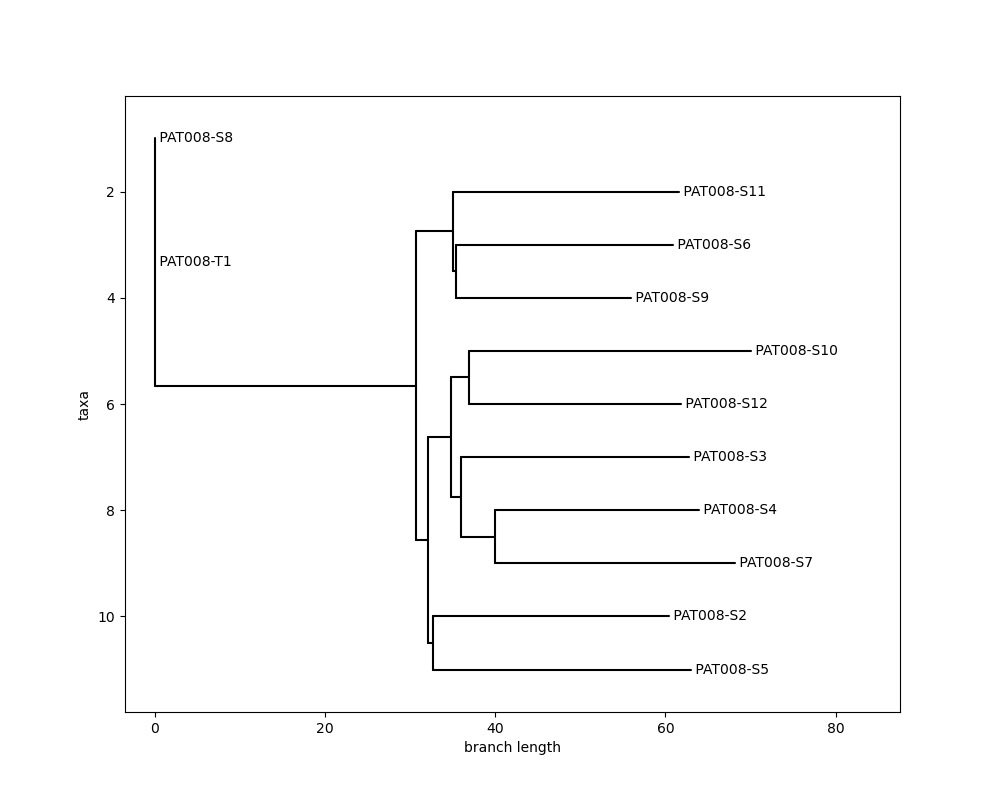 PAT008-S8
2
PAT008-S11
PAT008-S6
PAT008-T1
4
PAT008-S9
PAT008-S10
taxa
6
PAT008-S12
PAT008-S3
8
PAT008-S4
PAT008-S7
10
PAT008-S2
PAT008-S5
0 20 40 60 80
branch length